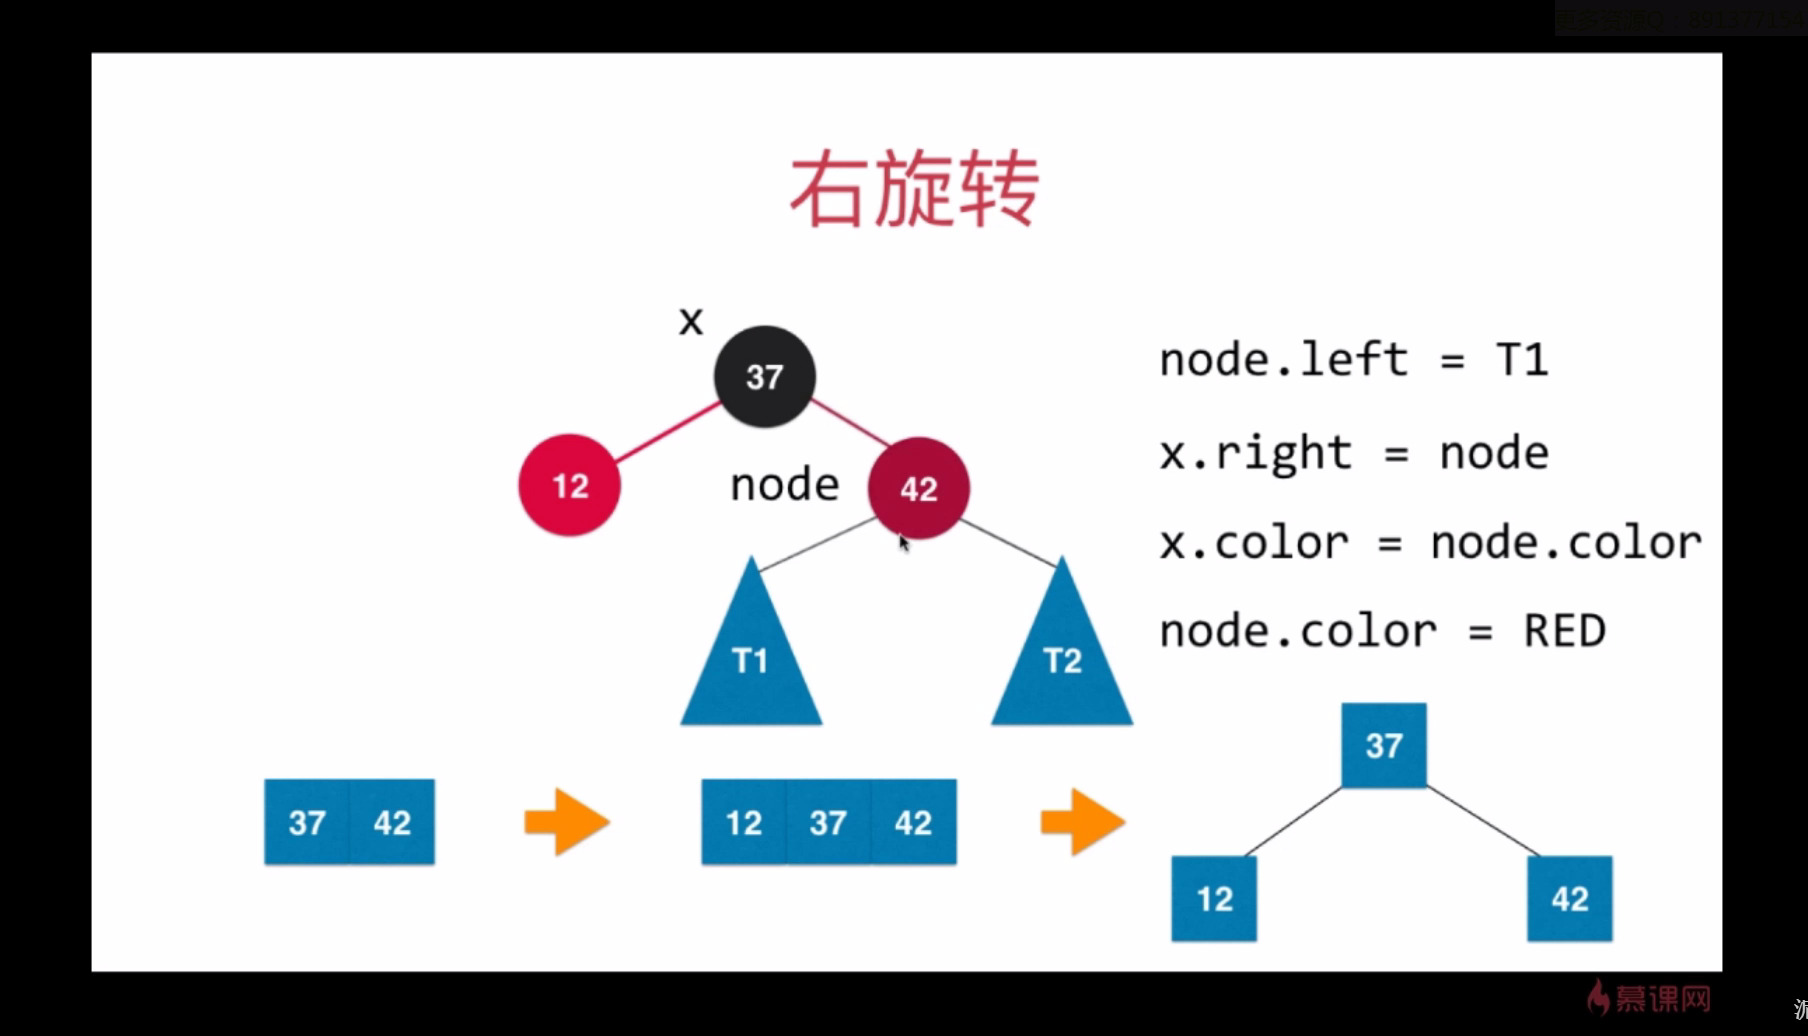 右旋转
x
37
12
node
42
T1
T2
node.left = T1
x.right = node
x.color = node.color
node.color = RED
37 42
12 37 42
37
12
42
慕课网